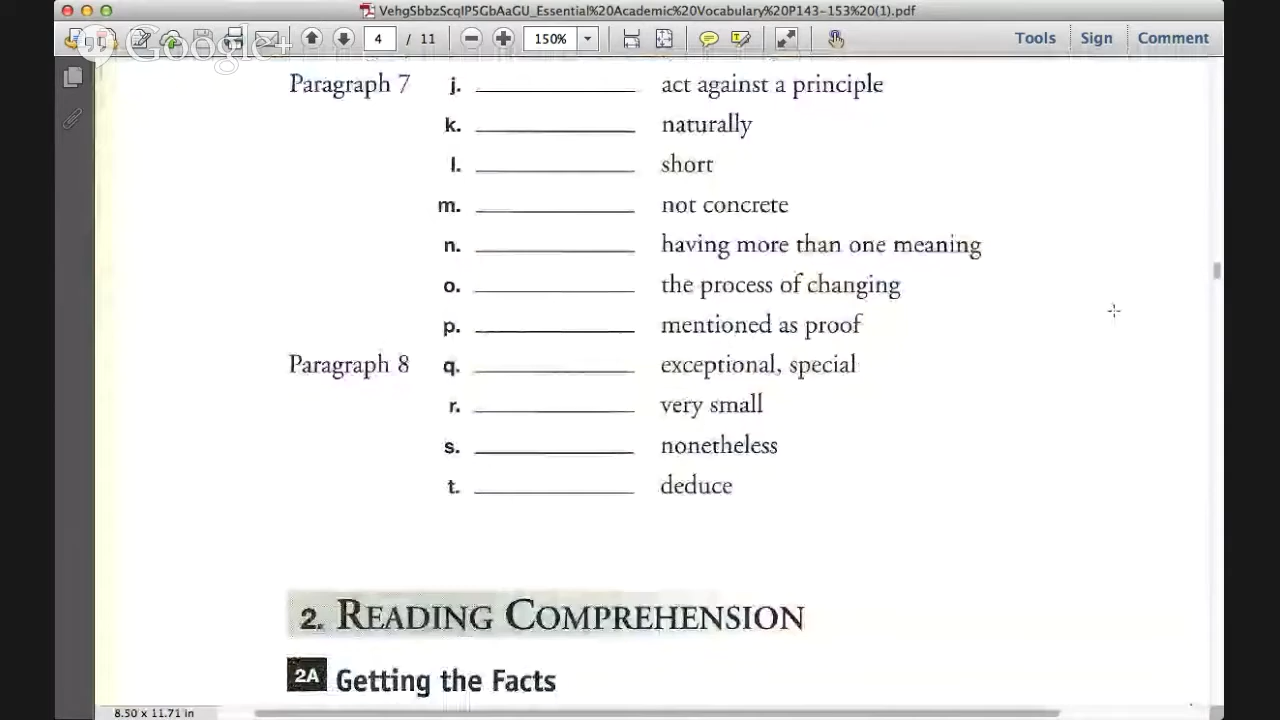 VehgSbbzScqIP5GbAaGU_Essential%20Academic%20Vocabulary%20P143-153%20(1).pdf
Google+
4 / 11
150%
Tools Sign Comment
Paragraph 7 j. act against a principle
k. naturally
l. short
m. not concrete
n. having more than one meaning
o. the process of changing
p. mentioned as proof
Paragraph 8 q. exceptional, special
r. very small
s. nonetheless
t. deduce
2. READING COMPREHENSION
2A Getting the Facts
8.50 x 11.71 in